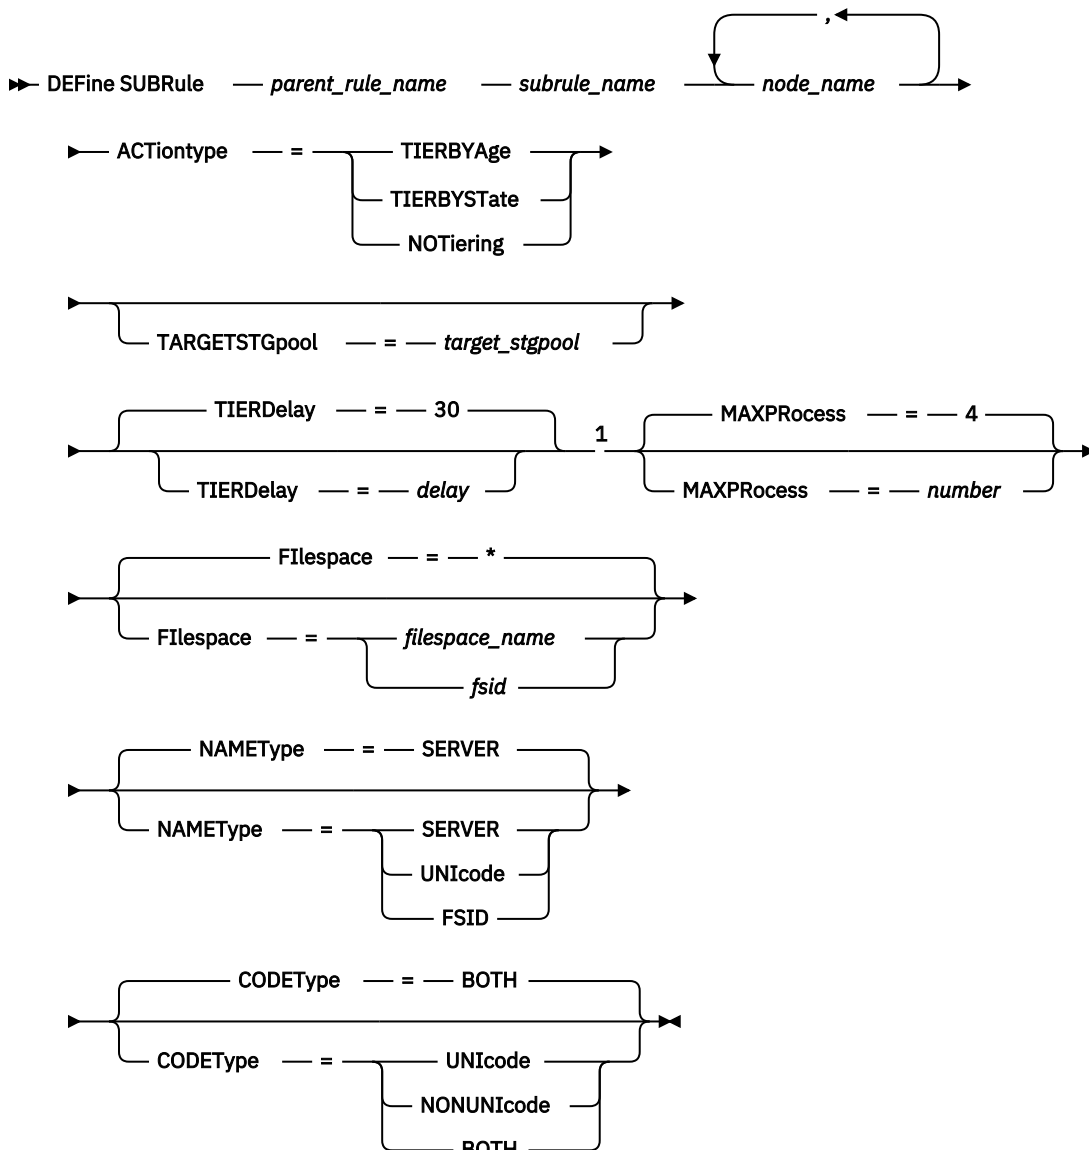 ,
DEFine SUBRule parent_rule_name subrule_name node_name
ACTiontype = TIERBYAge
TIERBYSTate
NOTiering
TARGETSTGpool = target_stgpool
TIERDelay = 30 1 MAXPRocess = 4
TIERDelay = delay MAXPRocess = number
FIlespace = *
FIlespace = filespace_name
fsid
NAMEType = SERVER
NAMEType = SERVER
UNIcode
FSID
CODEType = BOTH
CODEType = UNIcode
NONUNIcode
BOTH